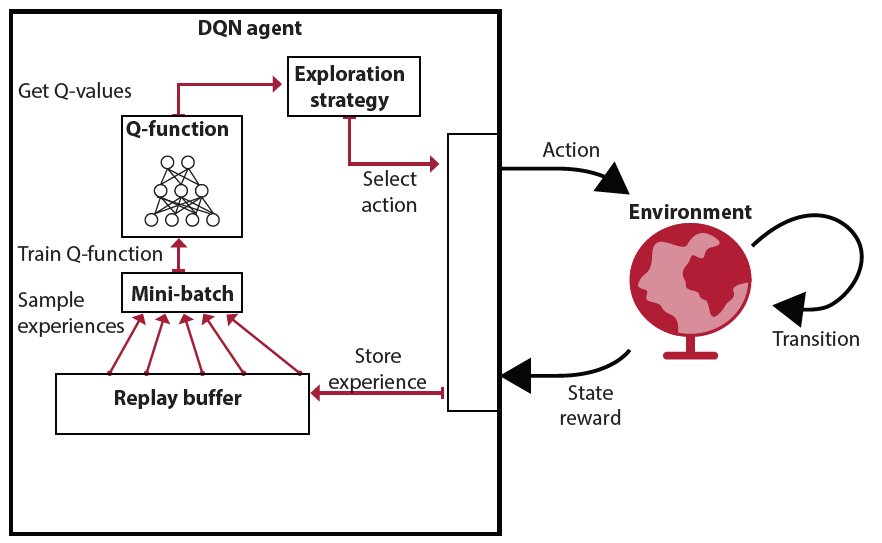 DQN agent
Get Q-values
Exploration
strategy
Q-function
Select
action
Action
Environment
Train Q-function
Mini-batch
Sample
experiences
Transition
Store
experience
Replay buffer
State
reward